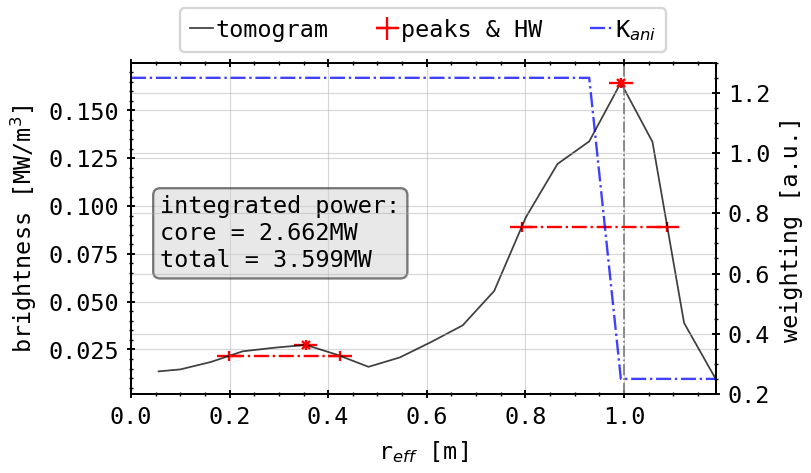 tomogram peaks & HW K_ani
brightness [MW/m³]
0.150
0.125
0.100
0.075
0.050
0.025
integrated power:
core = 2.662MW
total = 3.599MW
1.2
1.0
0.8
0.6
0.4
0.2
weighting [a.u.]
0.0 0.2 0.4 0.6 0.8 1.0
r_eff [m]